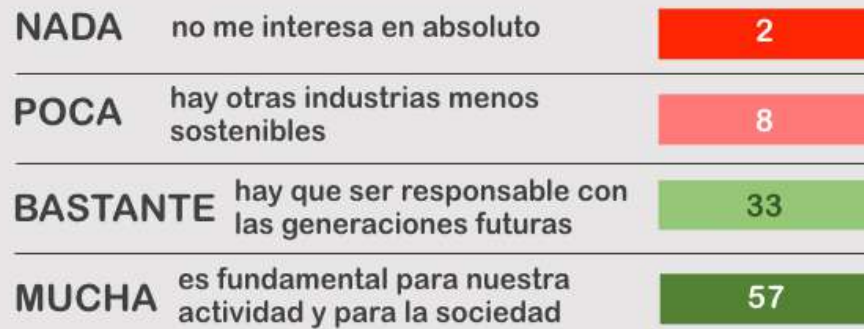 NADA no me interesa en absoluto 2
POCA hay otras industrias menos
sostenibles 8
BASTANTE hay que ser responsable con
las generaciones futuras 33
MUCHA es fundamental para nuestra
actividad y para la sociedad 57